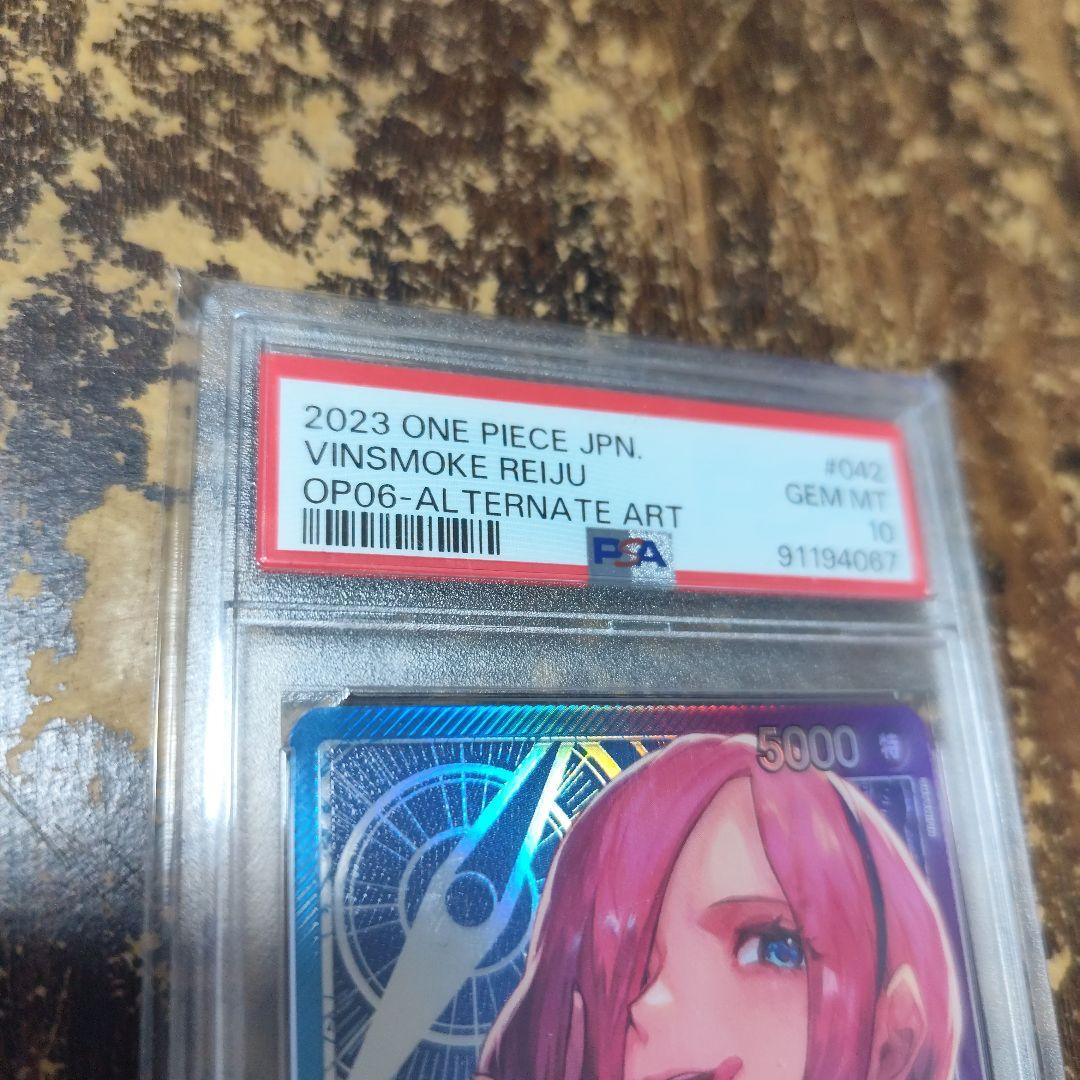 2023 ONE PIECE JPN.
#042
VINSMOKE REIJU
GEM MT
OP06-ALTERNATE ART
10
PSA
91194067
5000
特